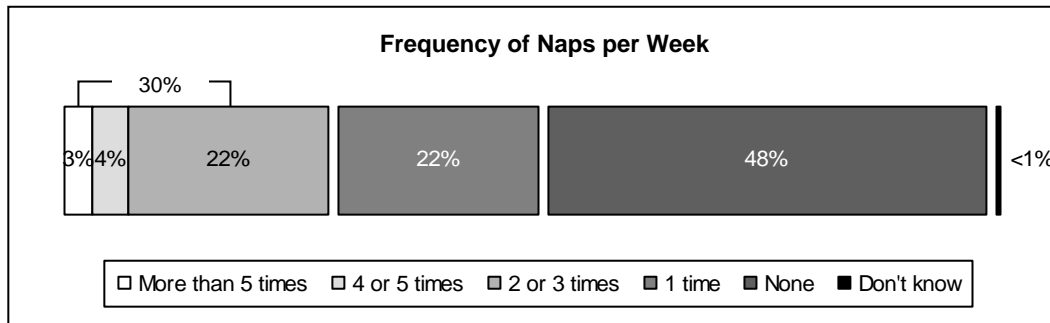 Frequency of Naps per Week
30%
3% 4% 22% 22% 48% <1%
More than 5 times 4 or 5 times 2 or 3 times 1 time None Don't know